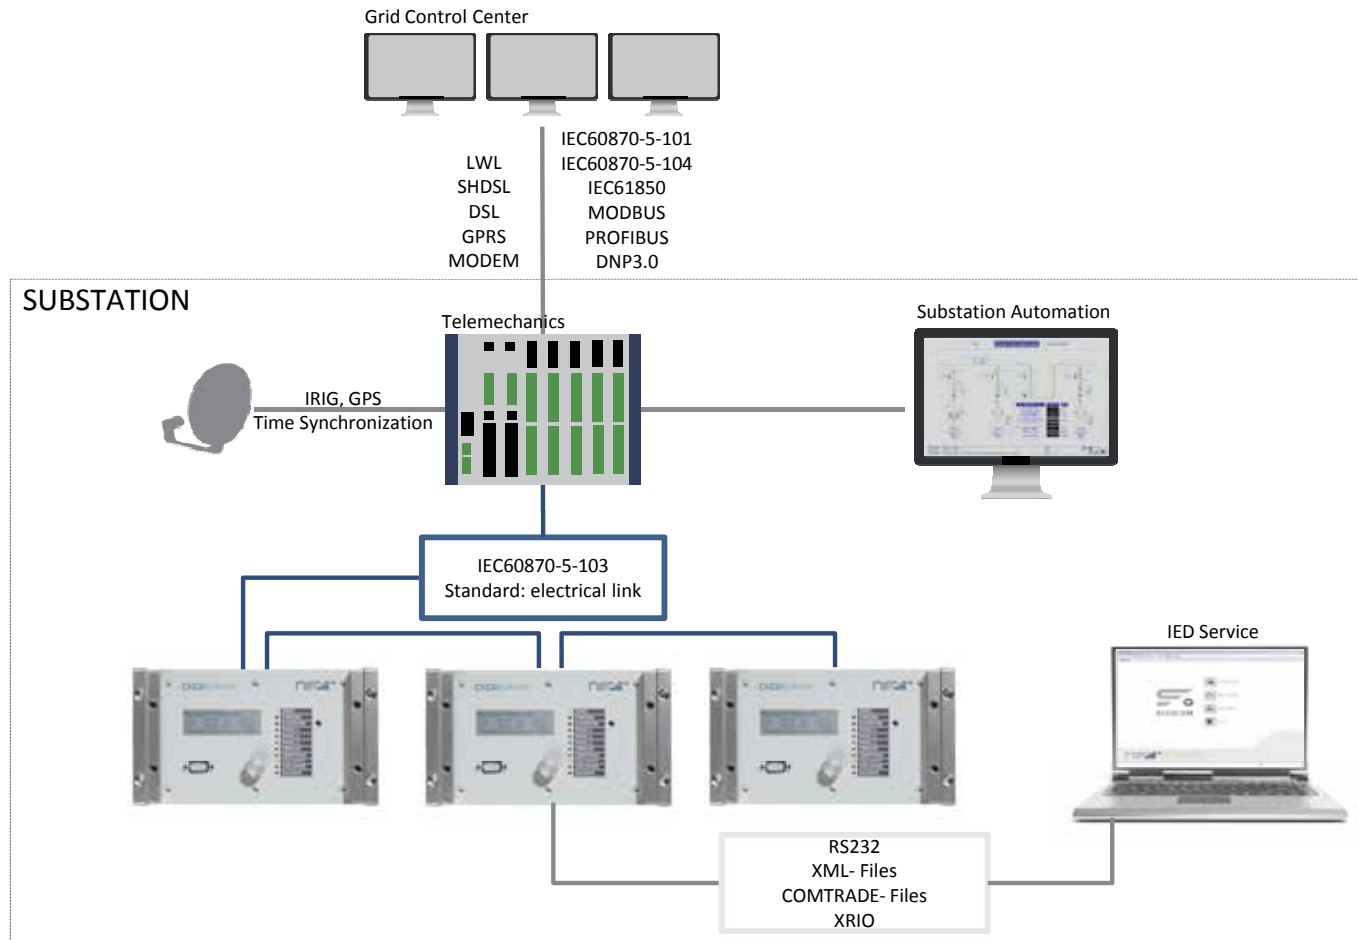 Grid Control Center
LWL
SHDSL
DSL
GPRS
MODEM
IEC60870-5-101
IEC60870-5-104
IEC61850
MODBUS
PROFIBUS
DNP3.0
SUBSTATION
Telemechanics
Substation Automation
IRIG, GPS
Time Synchronization
IEC60870-5-103
Standard: electrical link
IED Service
RS232
XML- Files
COMTRADE- Files
XRIO